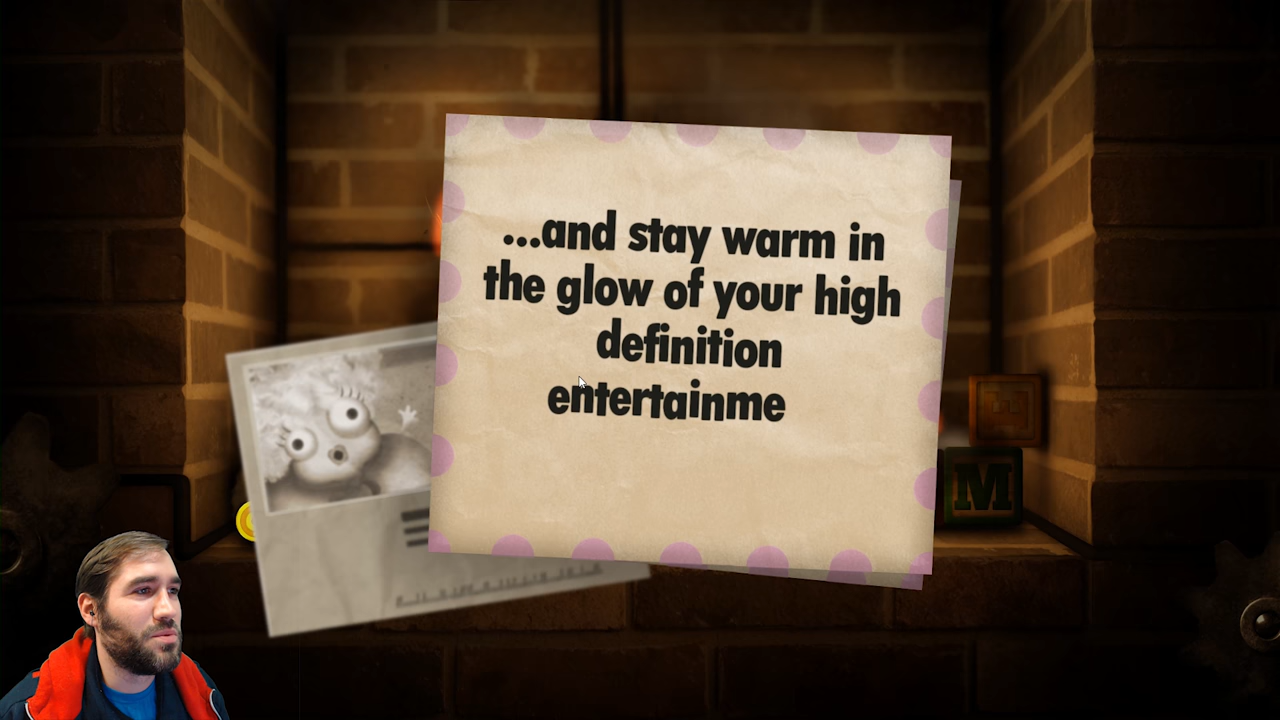 ...and stay warm in
the glow of your high
definition
entertainme
M